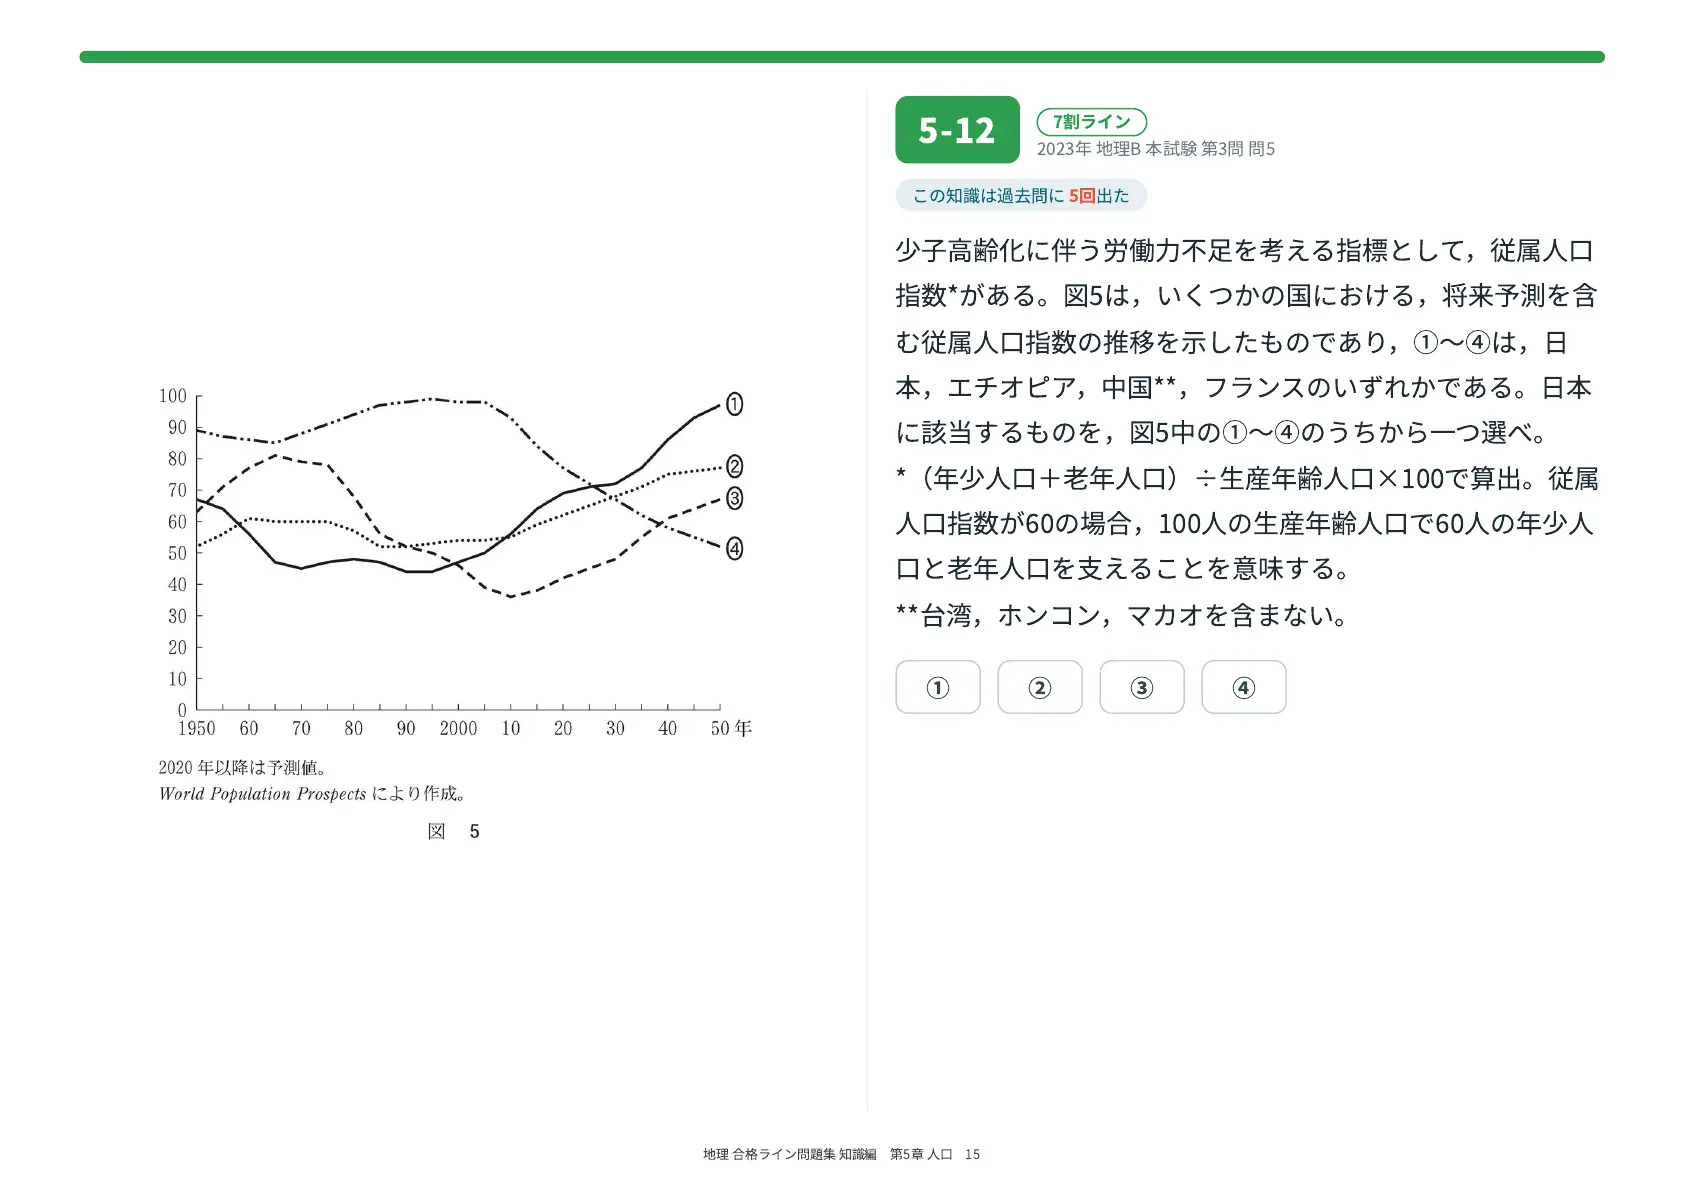 100
90
80
70
60
50
40
30
20
10
0
1950 60 70 80 90 2000 10 20 30 40 50 年
①
②
③
④
2020 年以降は予測値。
World Population Prospects により作成。
図 5
5-12
7割ライン
2023年 地理B 本試験 第3問 問5
この知識は過去問に 5回出た
少子高齢化に伴う労働力不足を考える指標として，従属人口
指数*がある。図5は，いくつかの国における，将来予測を含
む従属人口指数の推移を示したものであり，①〜④は，日
本，エチオピア，中国**，フランスのいずれかである。日本
に該当するものを，図5中の①〜④のうちから一つ選べ。
*（年少人口＋老年人口）÷生産年齢人口×100で算出。従属
人口指数が60の場合，100人の生産年齢人口で60人の年少人
口と老年人口を支えることを意味する。
**台湾，ホンコン，マカオを含まない。
① ② ③ ④
地理 合格ライン問題集 知識編 第5章 人口 15